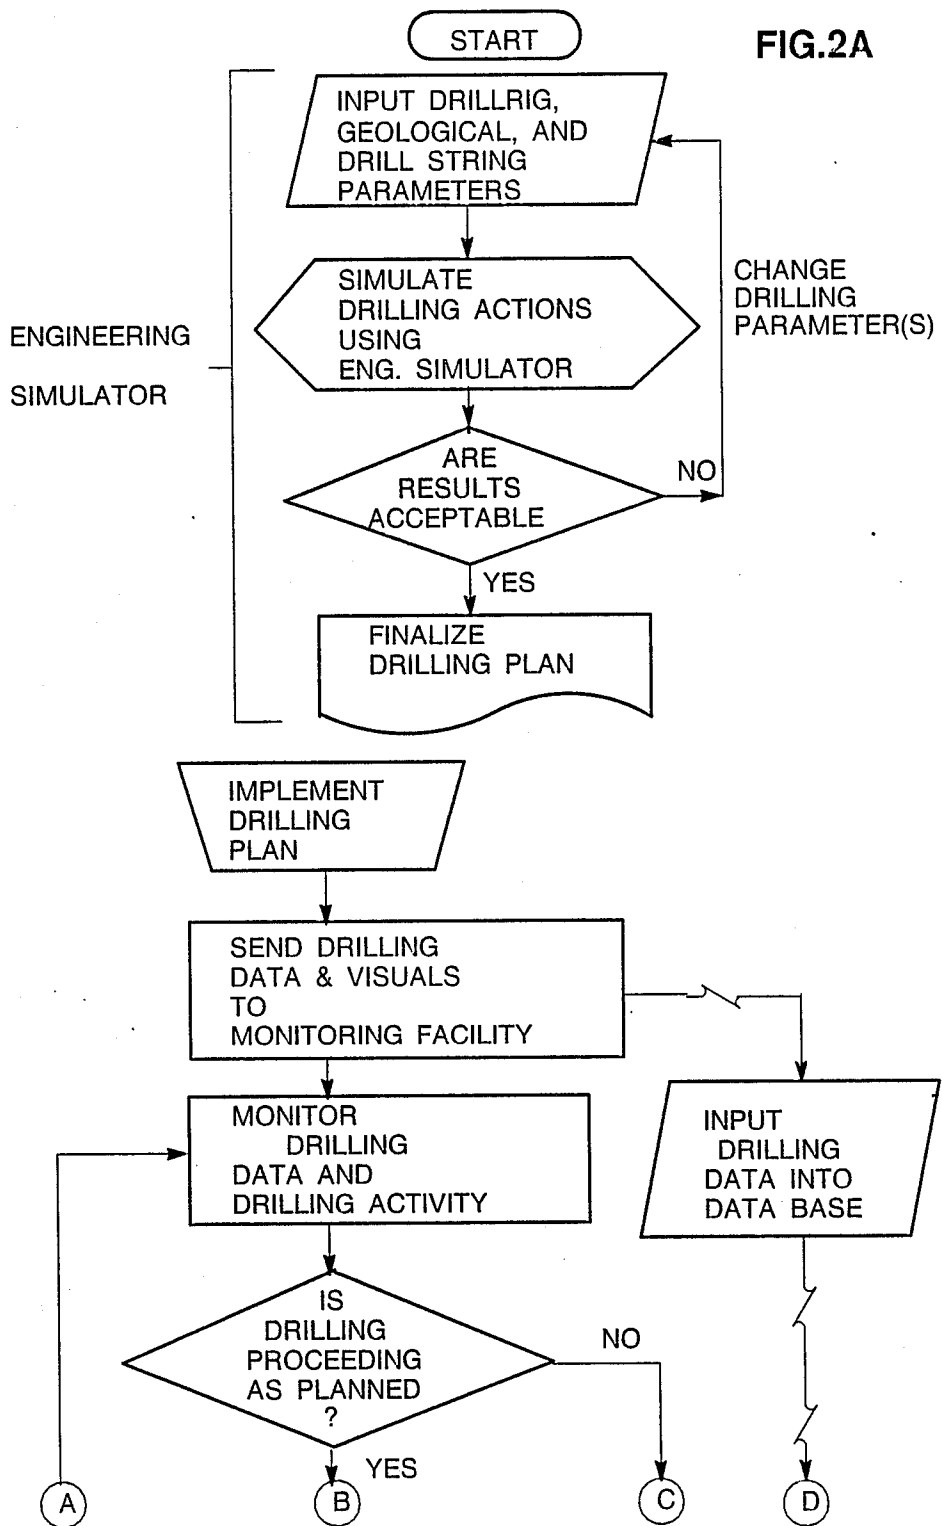 START
FIG.2A
INPUT DRILLRIG,
GEOLOGICAL, AND
DRILL STRING
PARAMETERS
SIMULATE
DRILLING ACTIONS
USING
ENG. SIMULATOR
CHANGE
DRILLING
PARAMETER(S)
ENGINEERING
SIMULATOR
ARE
RESULTS
ACCEPTABLE
NO
YES
FINALIZE
DRILLING PLAN
IMPLEMENT
DRILLING
PLAN
SEND DRILLING
DATA & VISUALS
TO
MONITORING FACILITY
MONITOR
DRILLING
DATA AND
DRILLING ACTIVITY
INPUT
DRILLING
DATA INTO
DATA BASE
IS
DRILLING
PROCEEDING
AS PLANNED
?
NO
YES
A
B
C
D